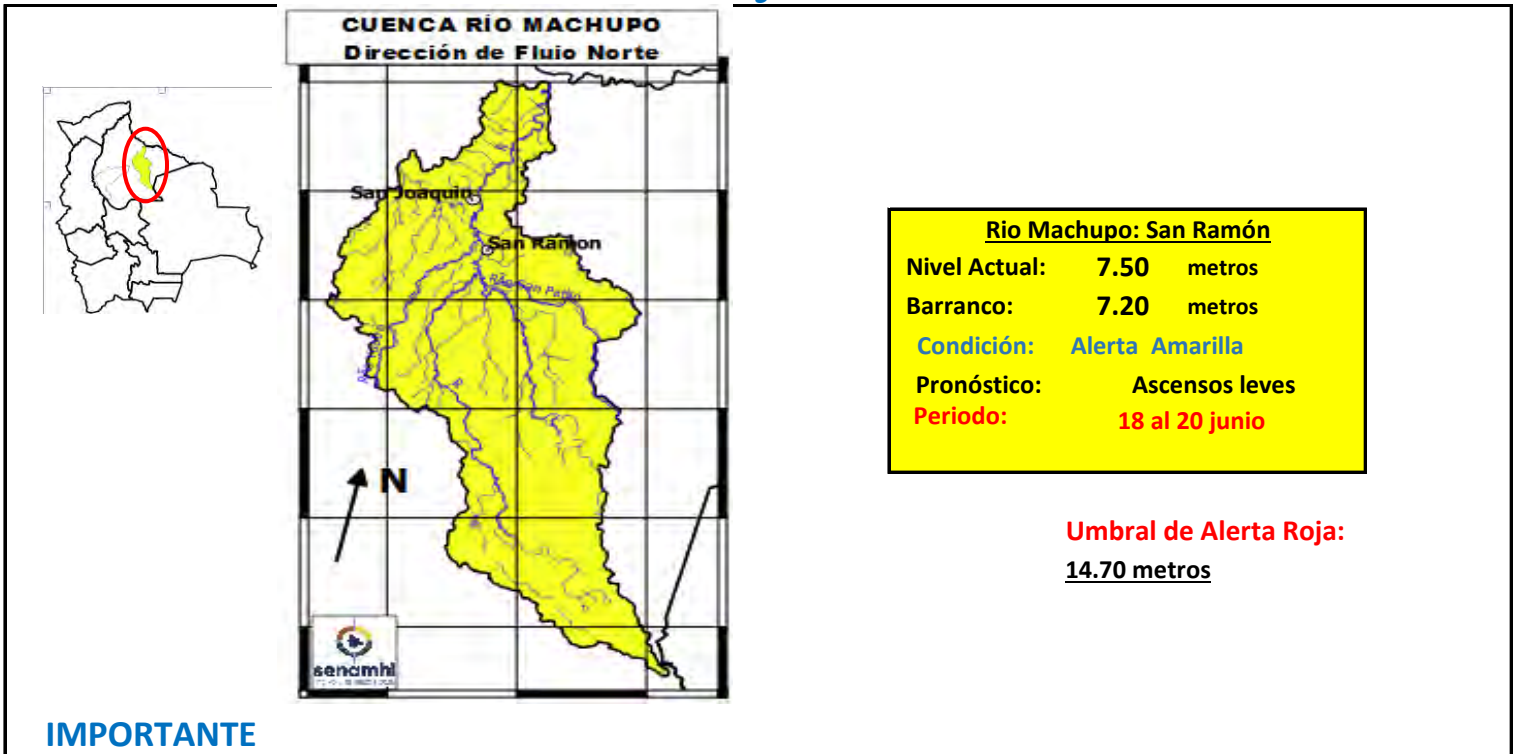 CUENCA RÍO MACHUPO
Dirección de Flujo Norte
San Joaquin
San Ramon
N
senamhi
Rio Machupo: San Ramón
Nivel Actual: 7.50 metros
Barranco: 7.20 metros
Condición: Alerta Amarilla
Pronóstico: Ascensos leves
Periodo: 18 al 20 junio
Umbral de Alerta Roja:
14.70 metros
IMPORTANTE